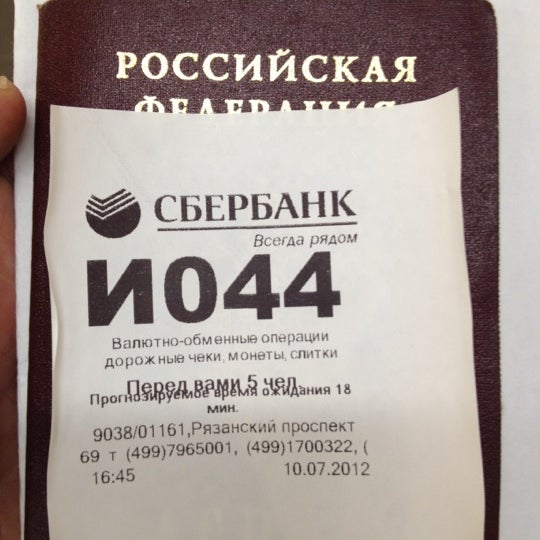 РОССИЙСКАЯ
ФЕДЕРАЦИЯ
СБЕРБАНК
Всегда рядом
И044
Валютно-обменные операции
дорожные чеки, монеты, слитки
Перед вами 5 чел.
Прогнозируемое время ожидания 18
мин.
9038/01161,Рязанский проспект
69 т (499)7965001, (499)1700322, (
16:45 10.07.2012